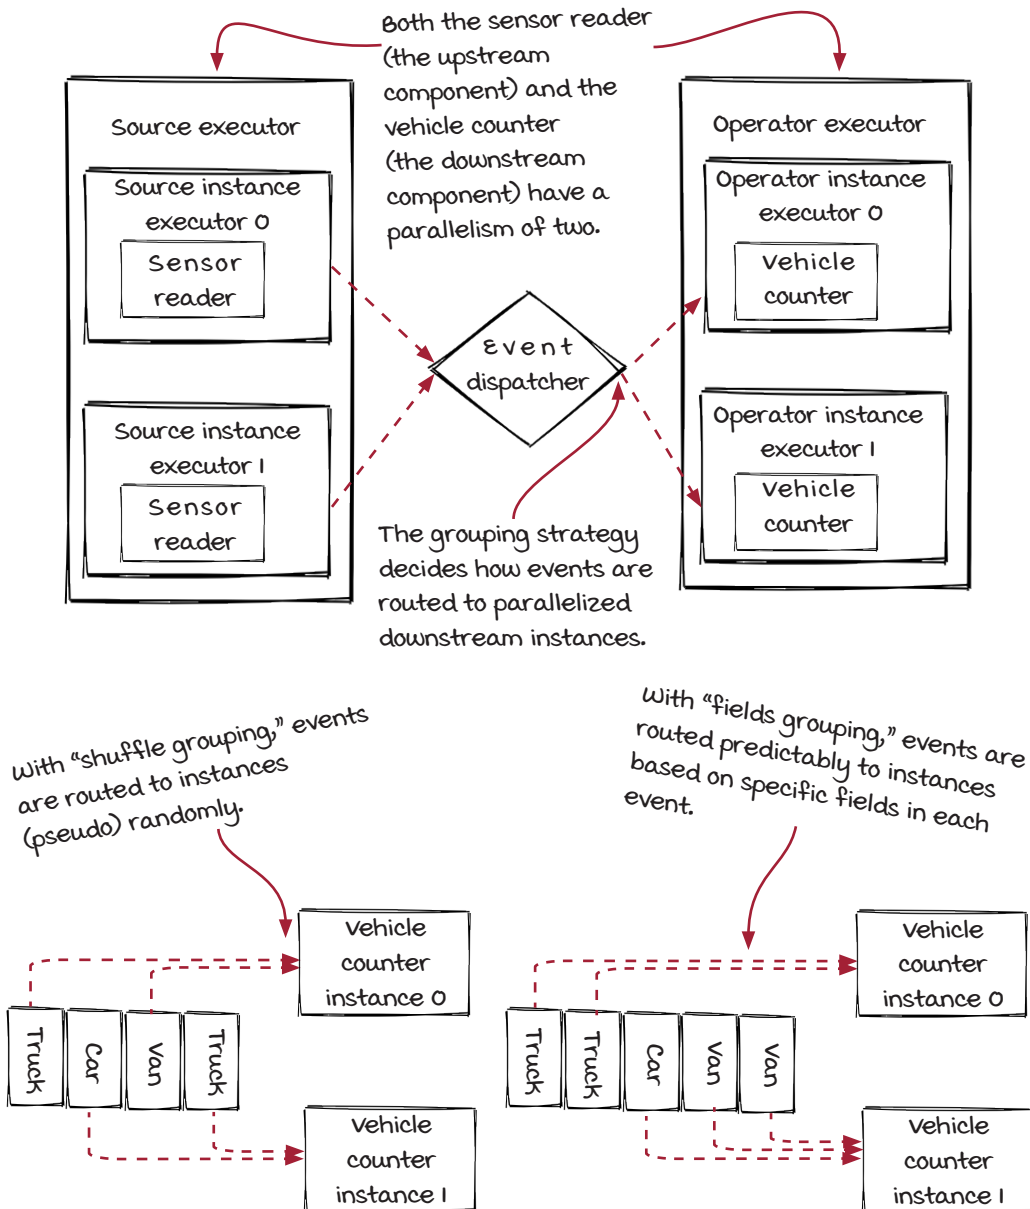 Both the sensor reader
(the upstream
component) and the
vehicle counter
(the downstream
component) have a
parallelism of two.
Source executor
Source instance
executor 0
Sensor
reader
Source instance
executor 1
Sensor
reader
Event
dispatcher
Operator executor
Operator instance
executor 0
Vehicle
counter
Operator instance
executor 1
Vehicle
counter
The grouping strategy
decides how events are
routed to parallelized
downstream instances.
With “shuffle grouping,” events
are routed to instances
(pseudo) randomly.
Vehicle
counter
instance 0
Truck
Car
Van
Truck
Vehicle
counter
instance 1
With “fields grouping,” events are
routed predictably to instances
based on specific fields in each
event.
Vehicle
counter
instance 0
Truck
Truck
Car
Van
Van
Vehicle
counter
instance 1